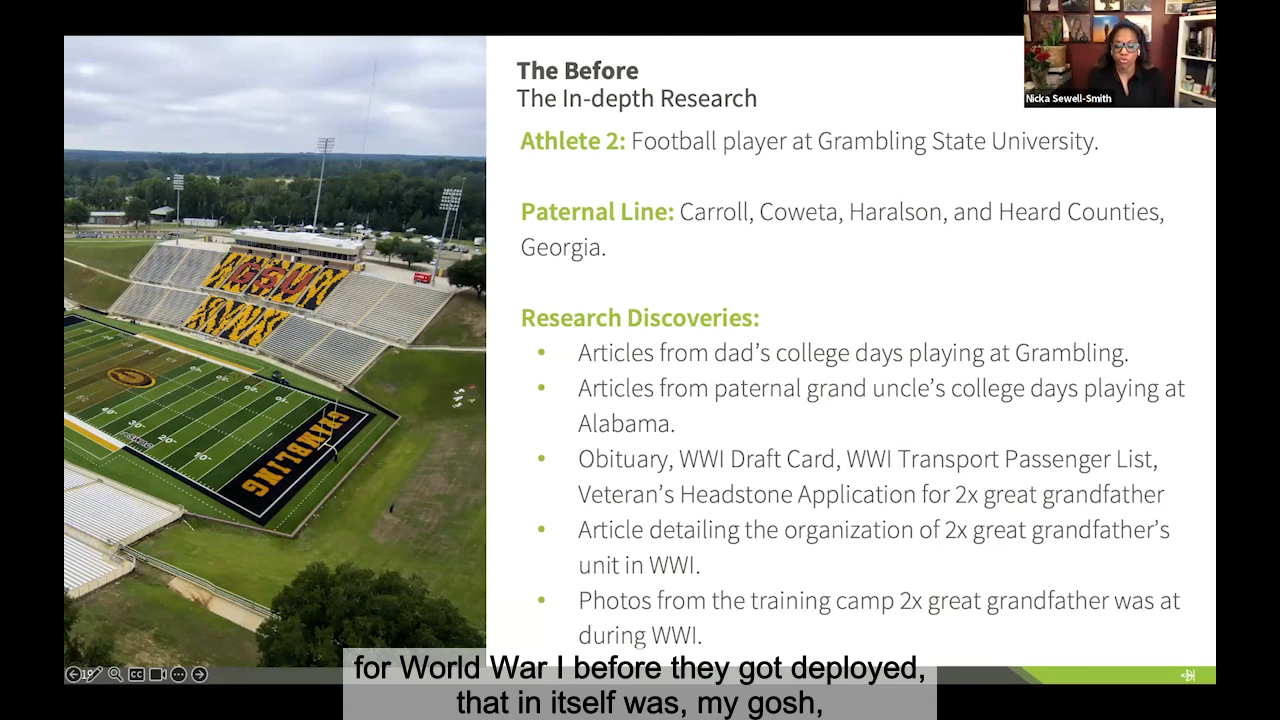 The Before
The In-depth Research
Nicka Sewell-Smith
Athlete 2: Football player at Grambling State University.
Paternal Line: Carroll, Coweta, Haralson, and Heard Counties,
Georgia.
Research Discoveries:
• Articles from dad’s college days playing at Grambling.
• Articles from paternal grand uncle’s college days playing at
Alabama.
• Obituary, WWI Draft Card, WWI Transport Passenger List,
Veteran’s Headstone Application for 2x great grandfather
• Article detailing the organization of 2x great grandfather’s
unit in WWI.
• Photos from the training camp 2x great grandfather was at
during WWI.
GSU
GRAMBLING
CC
for World War I before they got deployed,
that in itself was, my gosh,